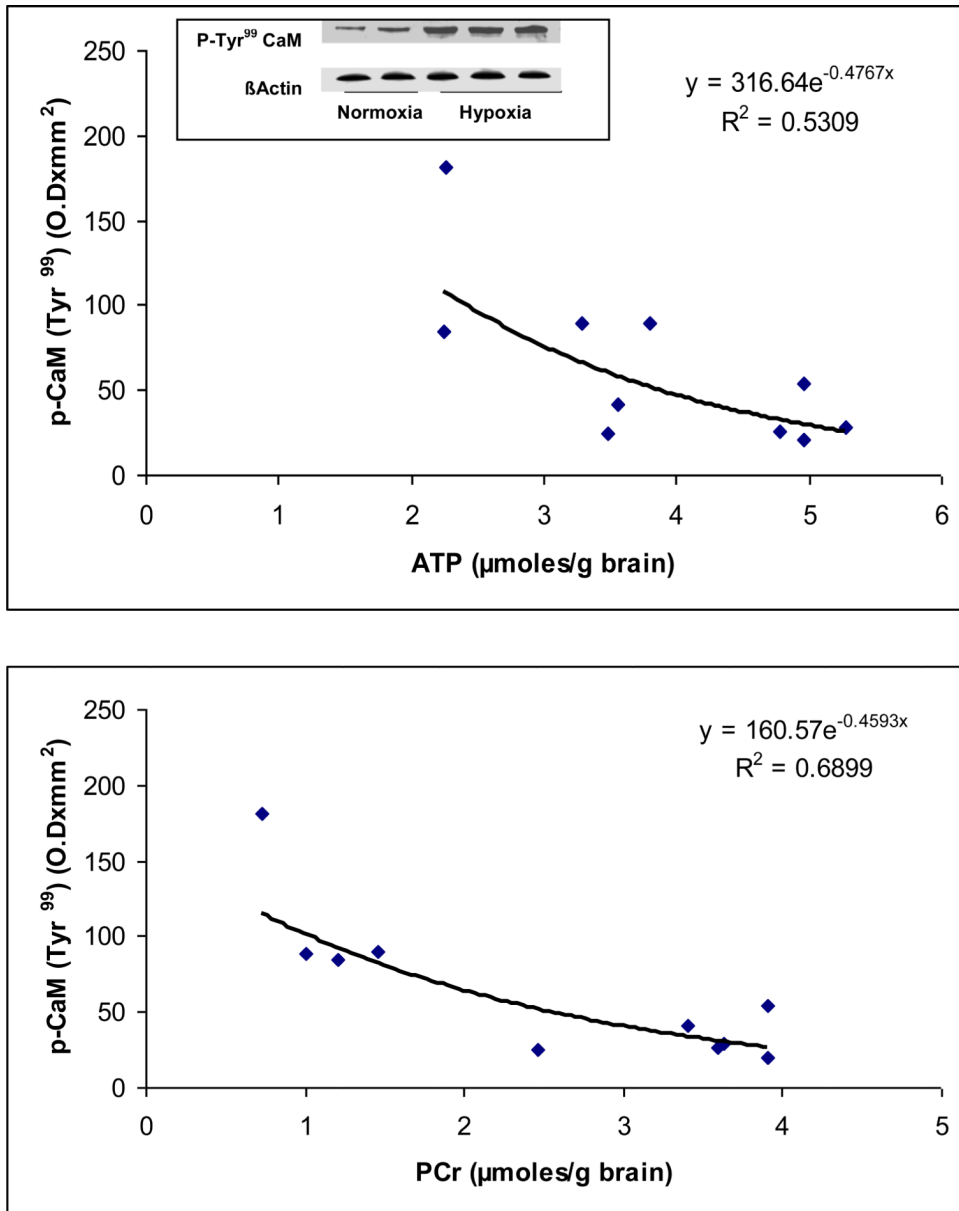 P-Tyr⁹⁹ CaM
ßActin
Normoxia Hypoxia
y = 316.64e⁻⁰·⁴⁷⁶⁷ˣ
R² = 0.5309
p-CaM (Tyr ⁹⁹) (O.Dxmm²)
250
200
150
100
50
0
0 1 2 3 4 5 6
ATP (µmoles/g brain)
y = 160.57e⁻⁰·⁴⁵⁹³ˣ
R² = 0.6899
p-CaM (Tyr ⁹⁹) (O.Dxmm²)
250
200
150
100
50
0
0 1 2 3 4 5
PCr (µmoles/g brain)